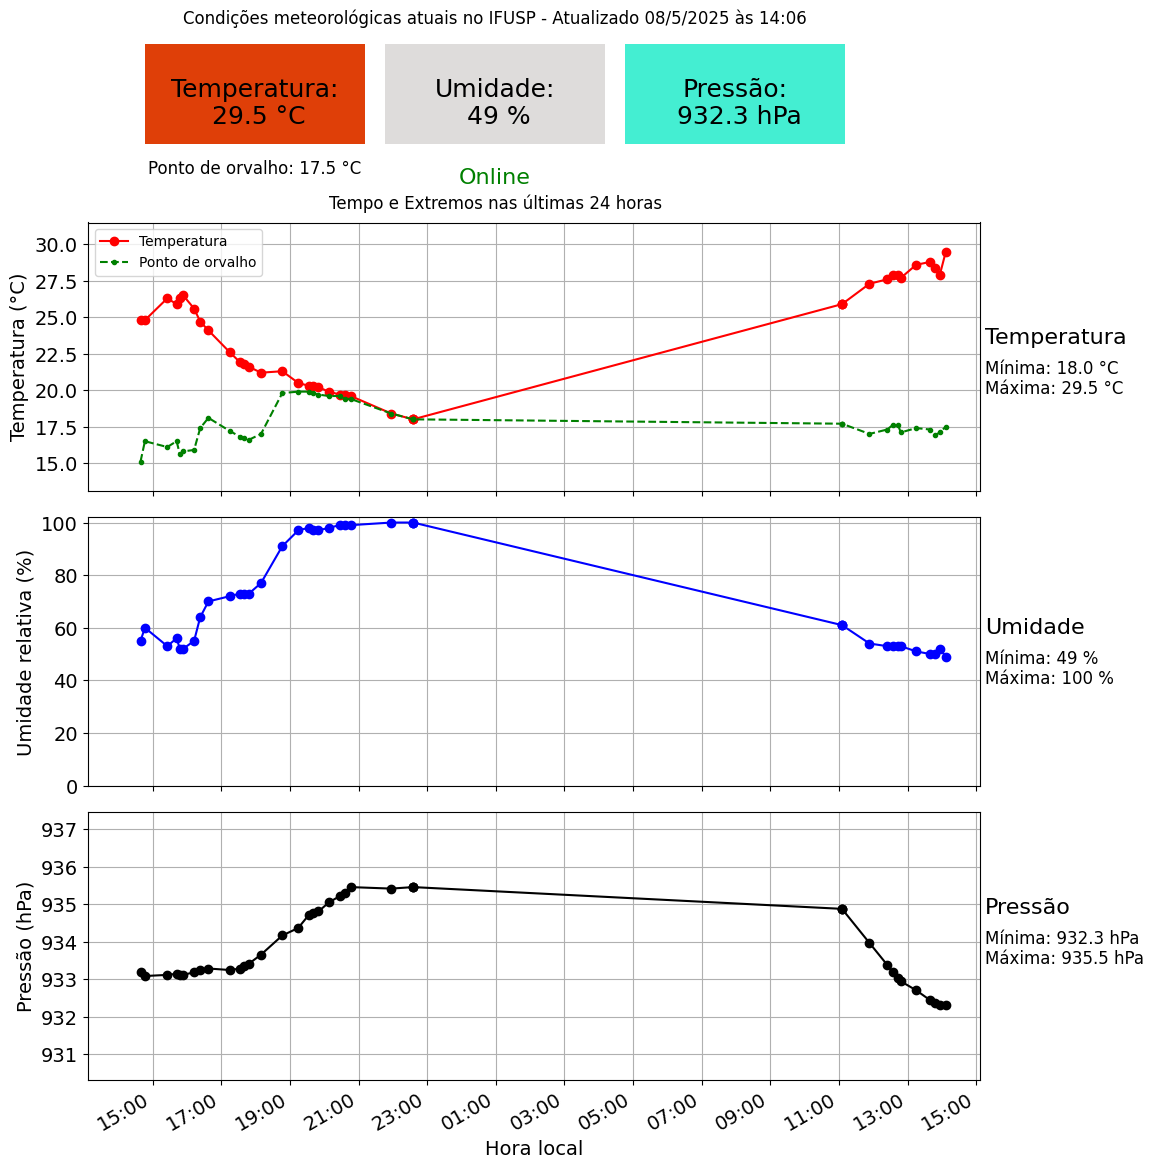 Condições meteorológicas atuais no IFUSP - Atualizado 08/5/2025 às 14:06
Temperatura:
29.5 °C
Umidade:
49 %
Pressão:
932.3 hPa
Ponto de orvalho: 17.5 °C
Online
Tempo e Extremos nas últimas 24 horas
Temperatura (°C)
30.0
27.5
25.0
22.5
20.0
17.5
15.0
Temperatura
Ponto de orvalho
Temperatura
Mínima: 18.0 °C
Máxima: 29.5 °C
Umidade relativa (%)
100
80
60
40
20
0
Umidade
Mínima: 49 %
Máxima: 100 %
Pressão (hPa)
937
936
935
934
933
932
931
Pressão
Mínima: 932.3 hPa
Máxima: 935.5 hPa
15:00 17:00 19:00 21:00 23:00 01:00 03:00 05:00 07:00 09:00 11:00 13:00 15:00
Hora local